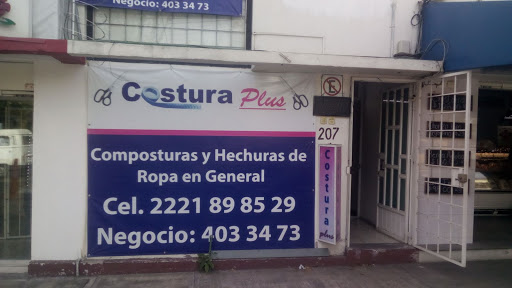 Negocio: 403 34 73
Costura Plus
Composturas y Hechuras de
Ropa en General
Cel. 2221 89 85 29
Negocio: 403 34 73
E
207
Costura plus